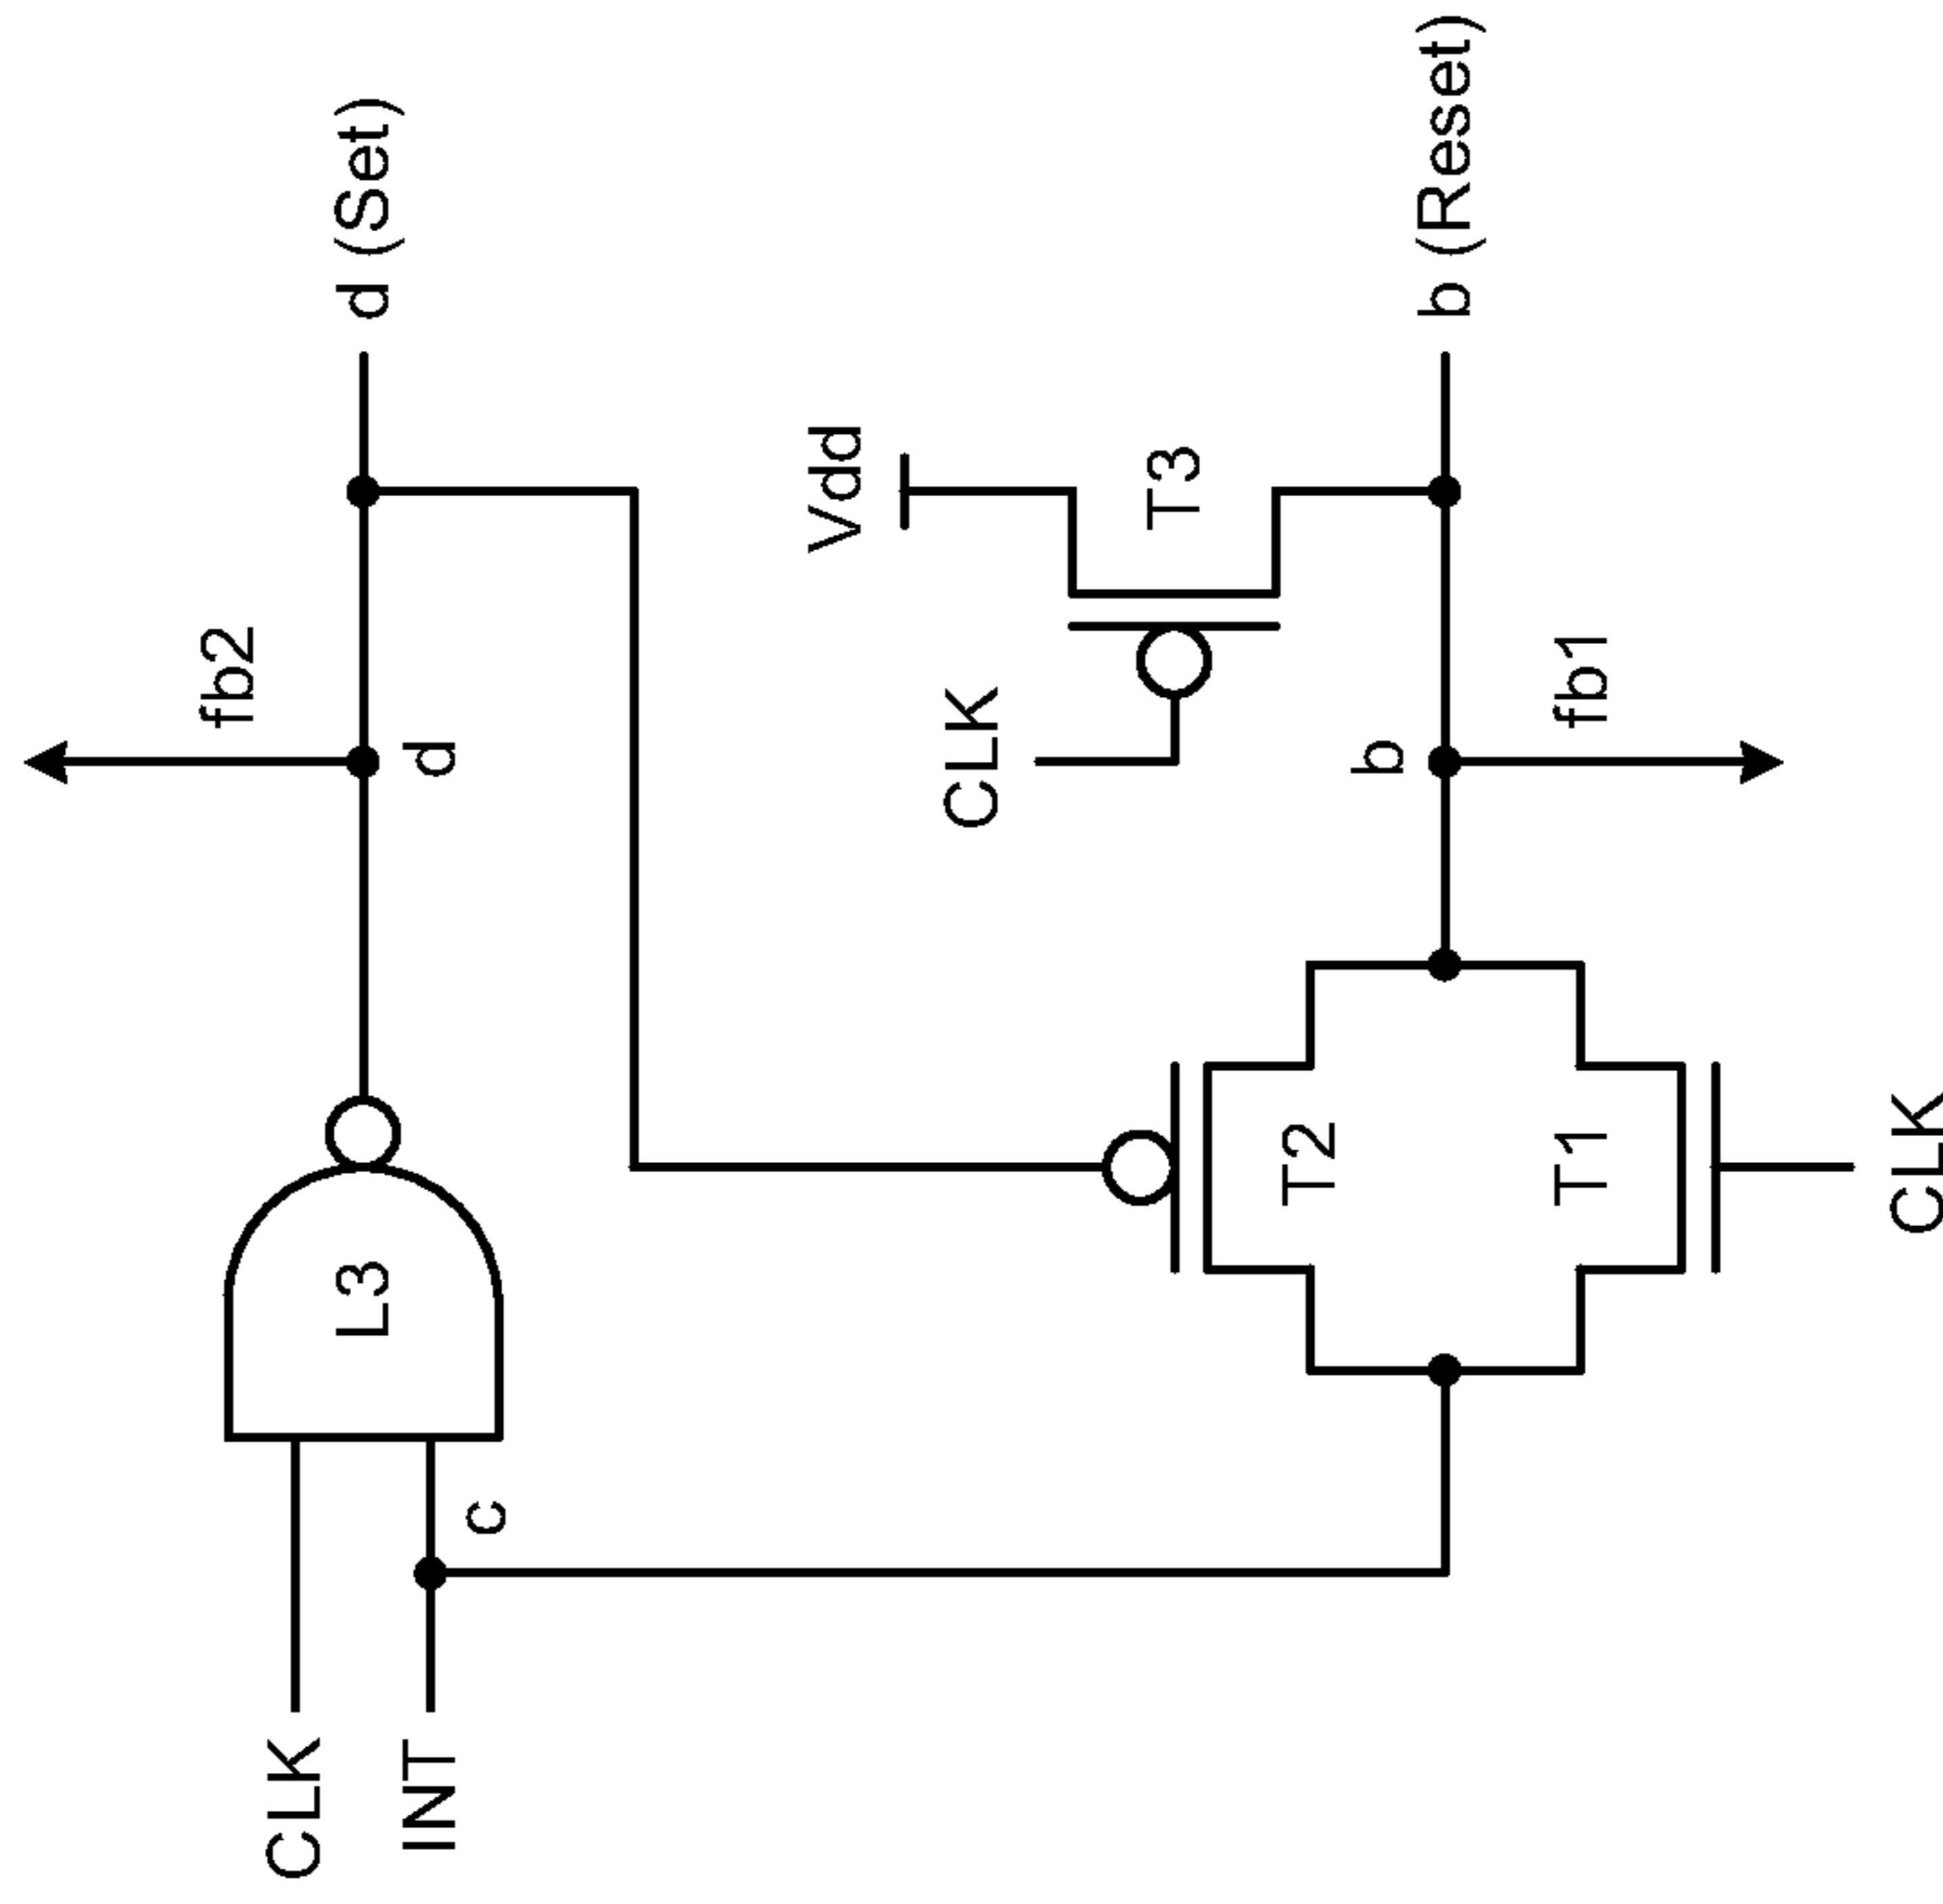 fb2
CLK
INT
c
L3
d
d (Set)
Vdd
CLK
T3
T2
T1
CLK
b
b (Reset)
fb1